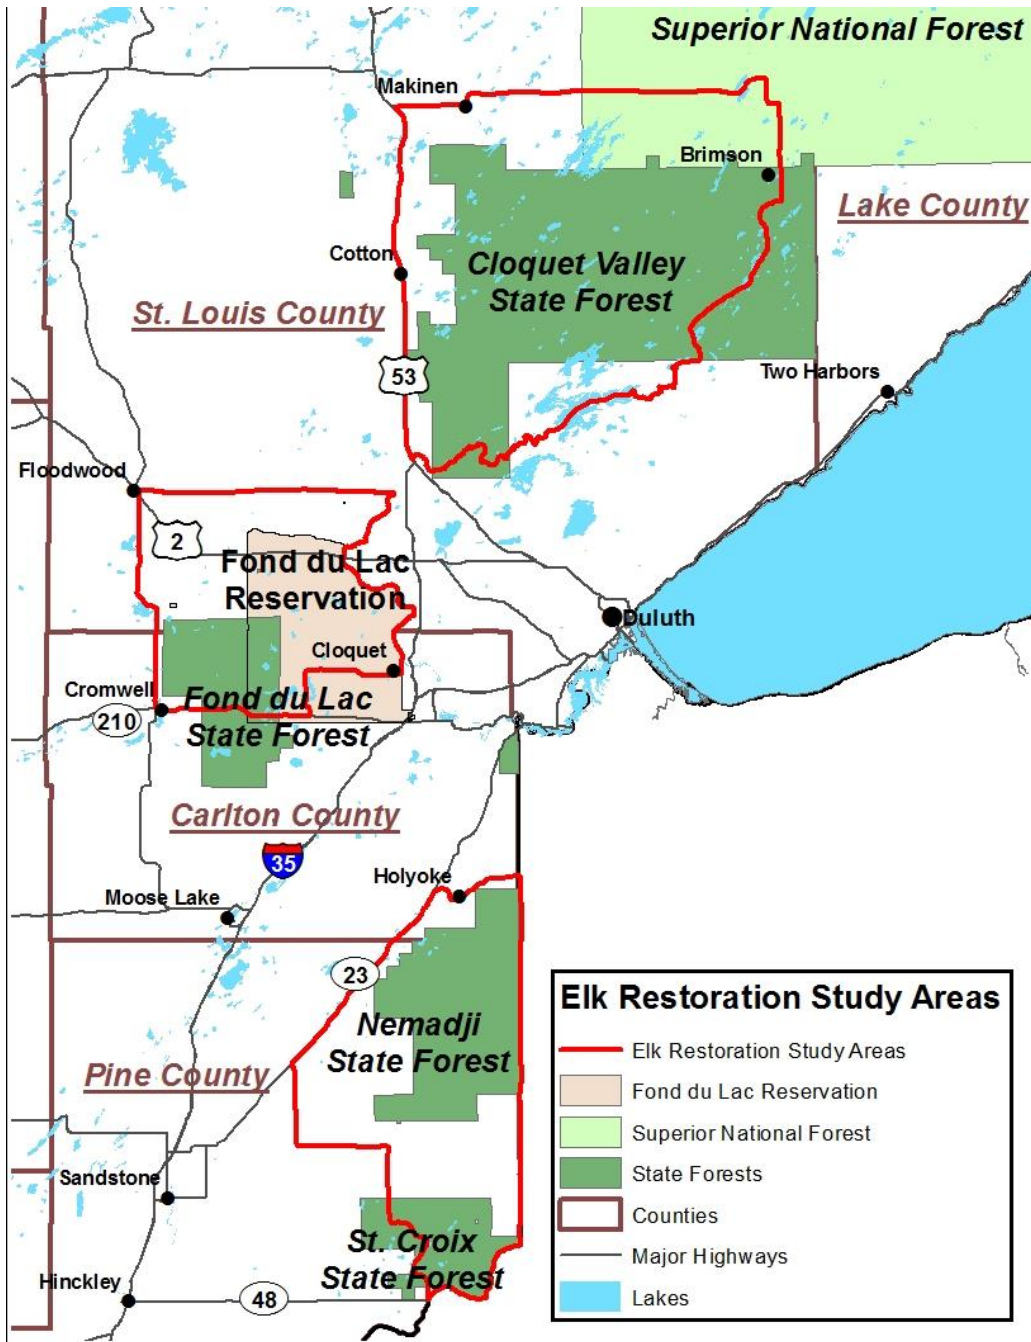 Superior National Forest
Makinen
Brimson
Lake County
Cotton
Cloquet Valley
State Forest
St. Louis County
53
Two Harbors
Floodwood
2
Fond du Lac
Reservation
Duluth
Cloquet
Cromwell
Fond du Lac
State Forest
210
Carlton County
35
Holyoke
Moose Lake
23
Nemadji
State Forest
Pine County
Sandstone
St. Croix
State Forest
Hinckley
48
Elk Restoration Study Areas
Elk Restoration Study Areas
Fond du Lac Reservation
Superior National Forest
State Forests
Counties
Major Highways
Lakes